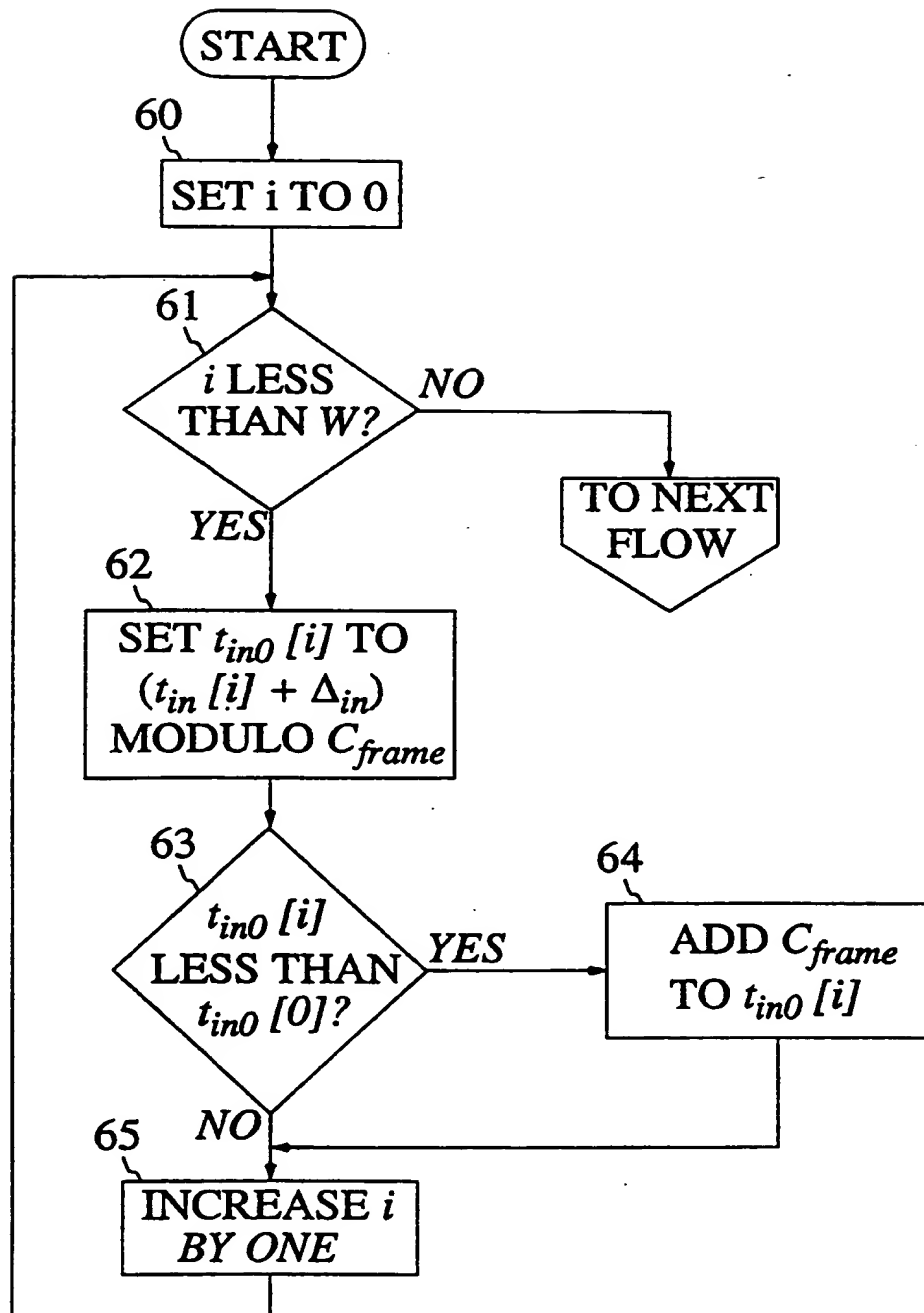 START
60
SET i TO 0
61
i LESS
THAN W?
NO
YES
TO NEXT
FLOW
62
SET t_in0 [i] TO
(t_in [i] + Δ_in)
MODULO C_frame
63
t_in0 [i]
LESS THAN
t_in0 [0]?
YES
NO
64
ADD C_frame
TO t_in0 [i]
65
INCREASE i
BY ONE